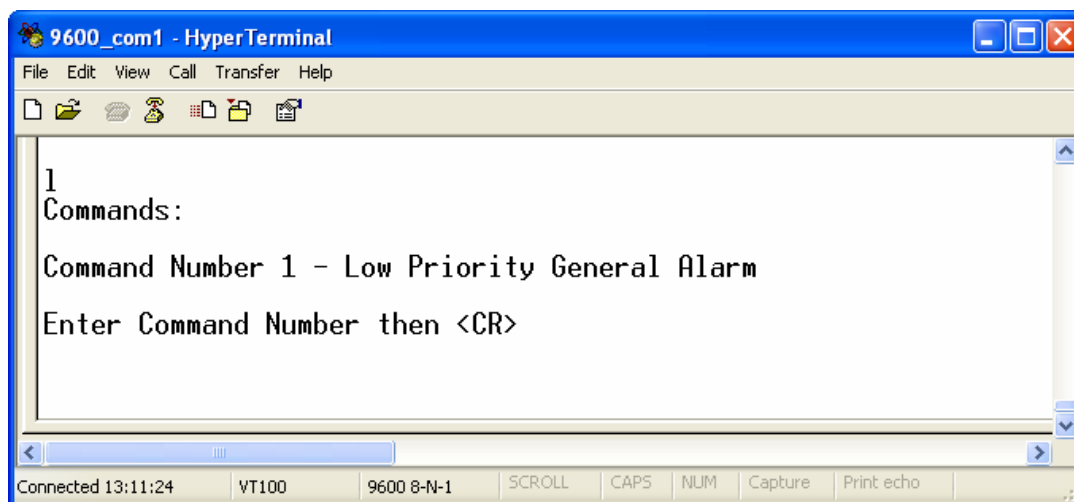 9600_com1 - HyperTerminal
File Edit View Call Transfer Help
l
Commands:
Command Number 1 - Low Priority General Alarm
Enter Command Number then <CR>
Connected 13:11:24 VT100 9600 8-N-1 SCROLL CAPS NUM Capture Print echo